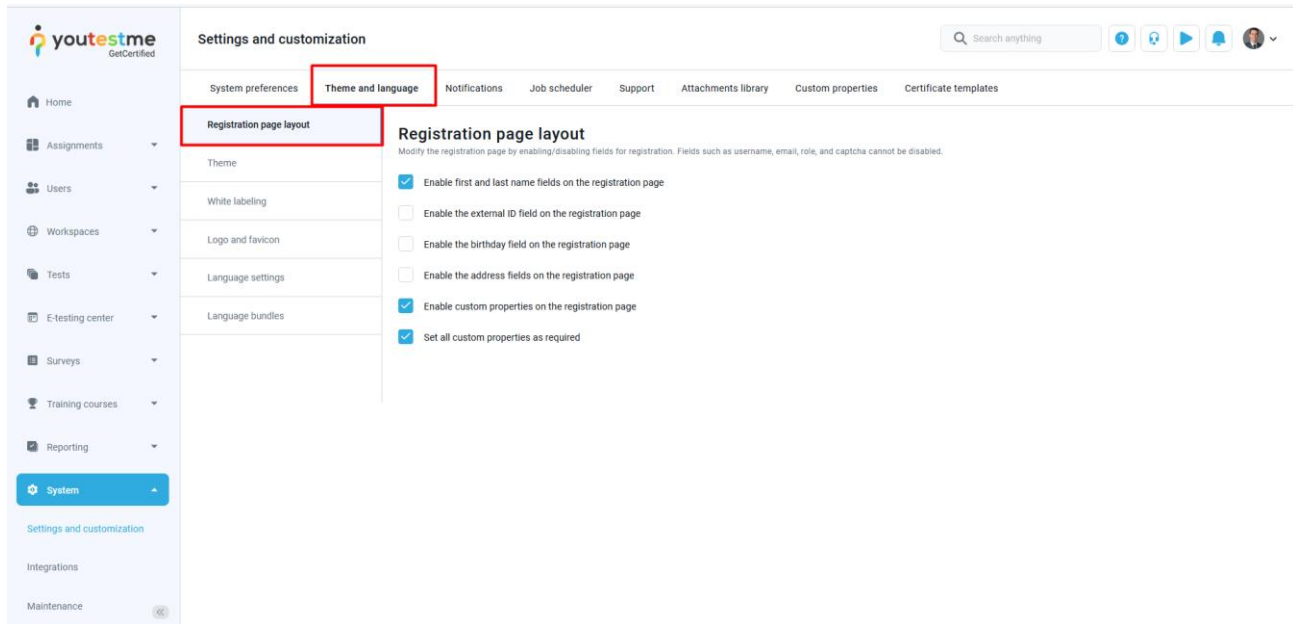 youtestme
GetCertified
Settings and customization
Search anything
System preferences
Theme and language
Notifications
Job scheduler
Support
Attachments library
Custom properties
Certificate templates
Home
Assignments
Users
Workspaces
Tests
E-testing center
Surveys
Training courses
Reporting
System
Settings and customization
Integrations
Maintenance
Registration page layout
Theme
White labeling
Logo and favicon
Language settings
Language bundles
Registration page layout
Modify the registration page by enabling/disabling fields for registration. Fields such as username, email, role, and captcha cannot be disabled.
Enable first and last name fields on the registration page
Enable the external ID field on the registration page
Enable the birthday field on the registration page
Enable the address fields on the registration page
Enable custom properties on the registration page
Set all custom properties as required